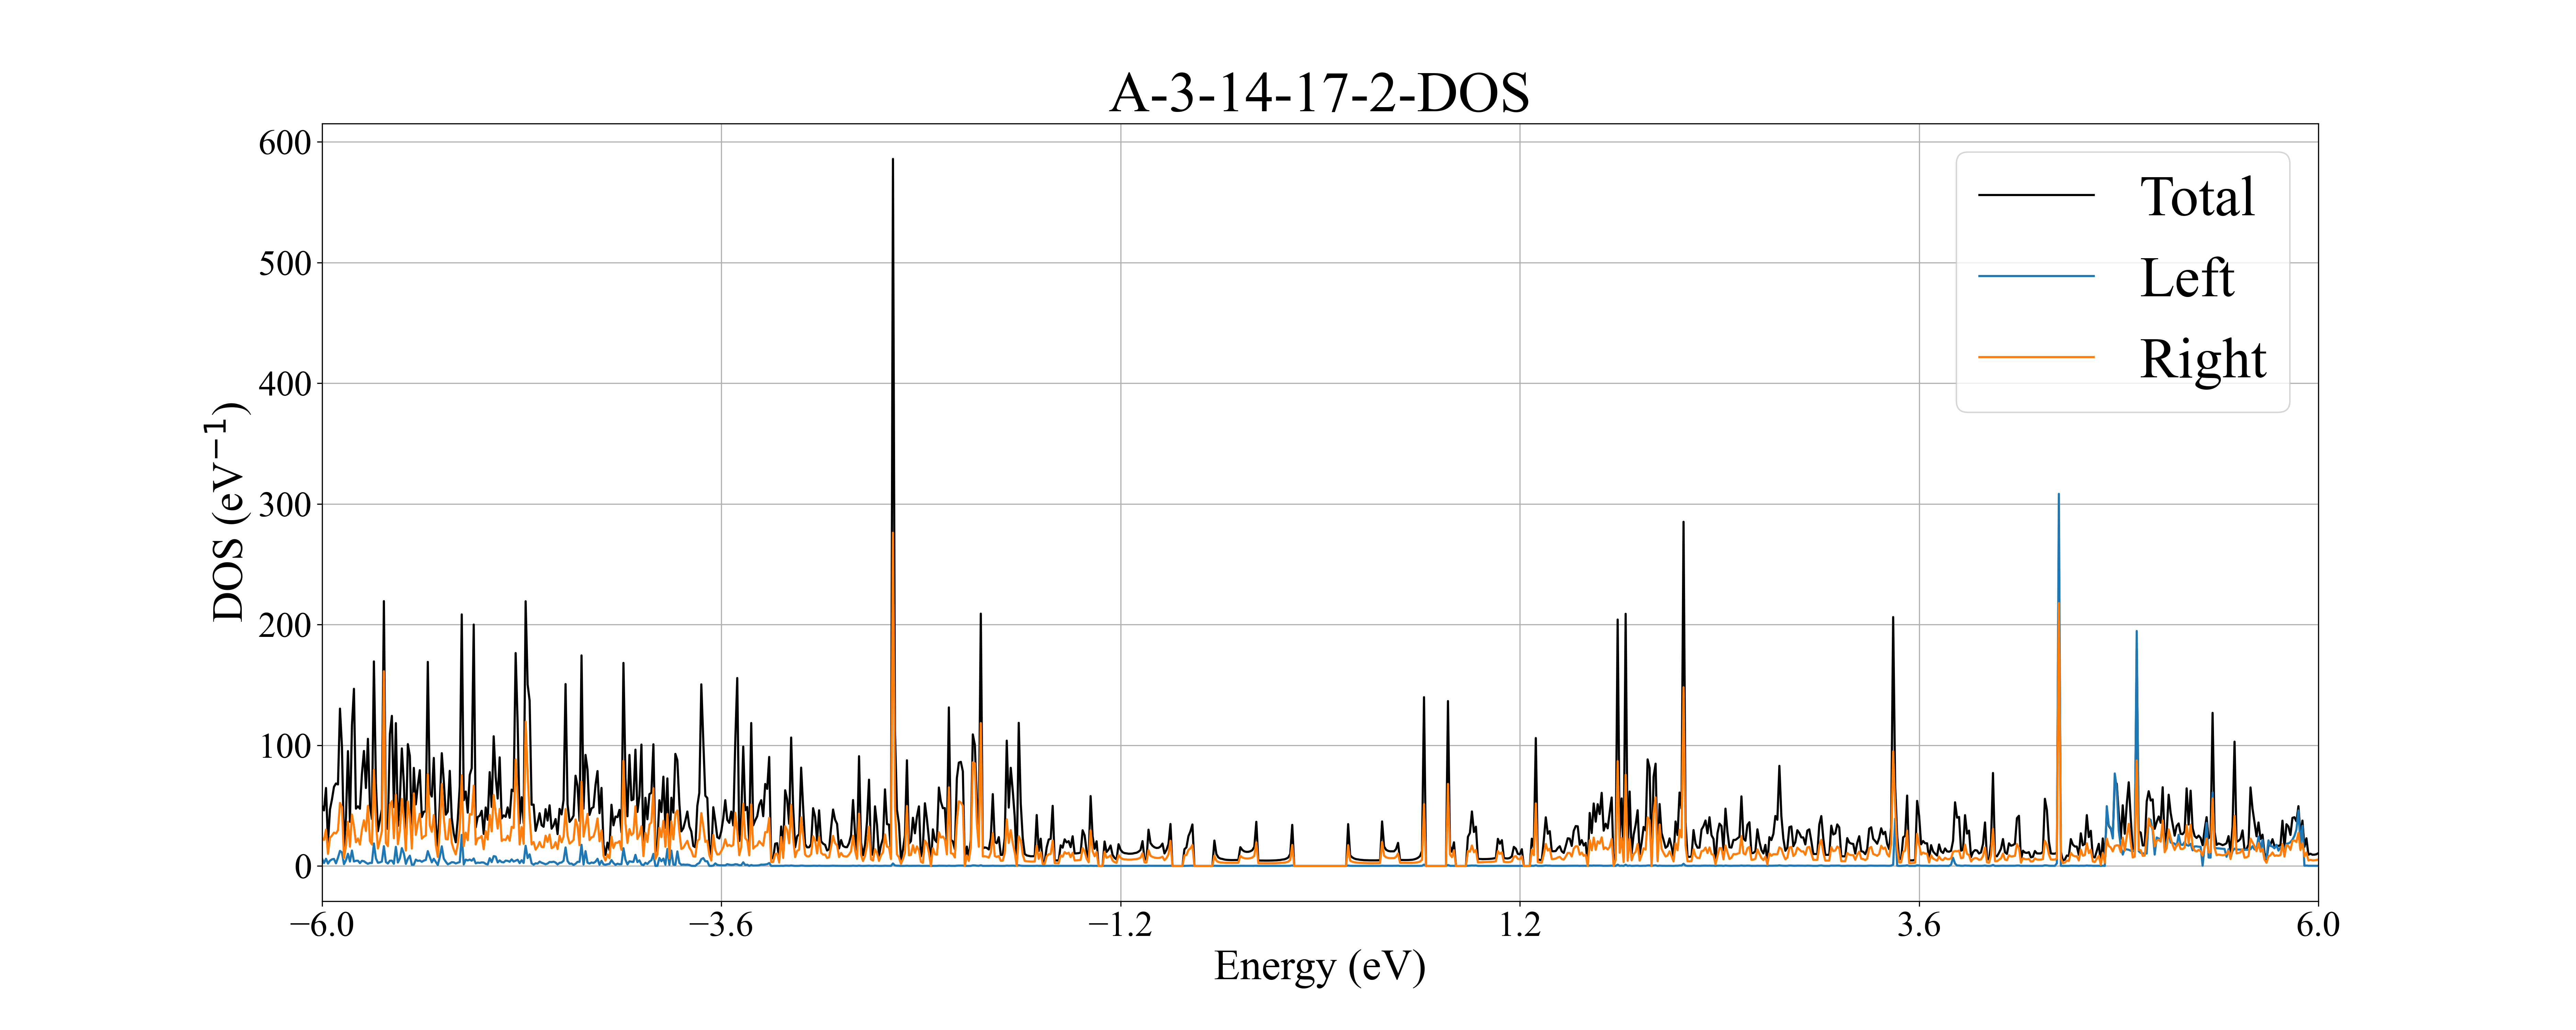 A-3-14-17-2-DOS
600
500
400
300
200
100
0
DOS (eV⁻¹)
Total
Left
Right
−6.0 −3.6 −1.2 1.2 3.6 6.0
Energy (eV)